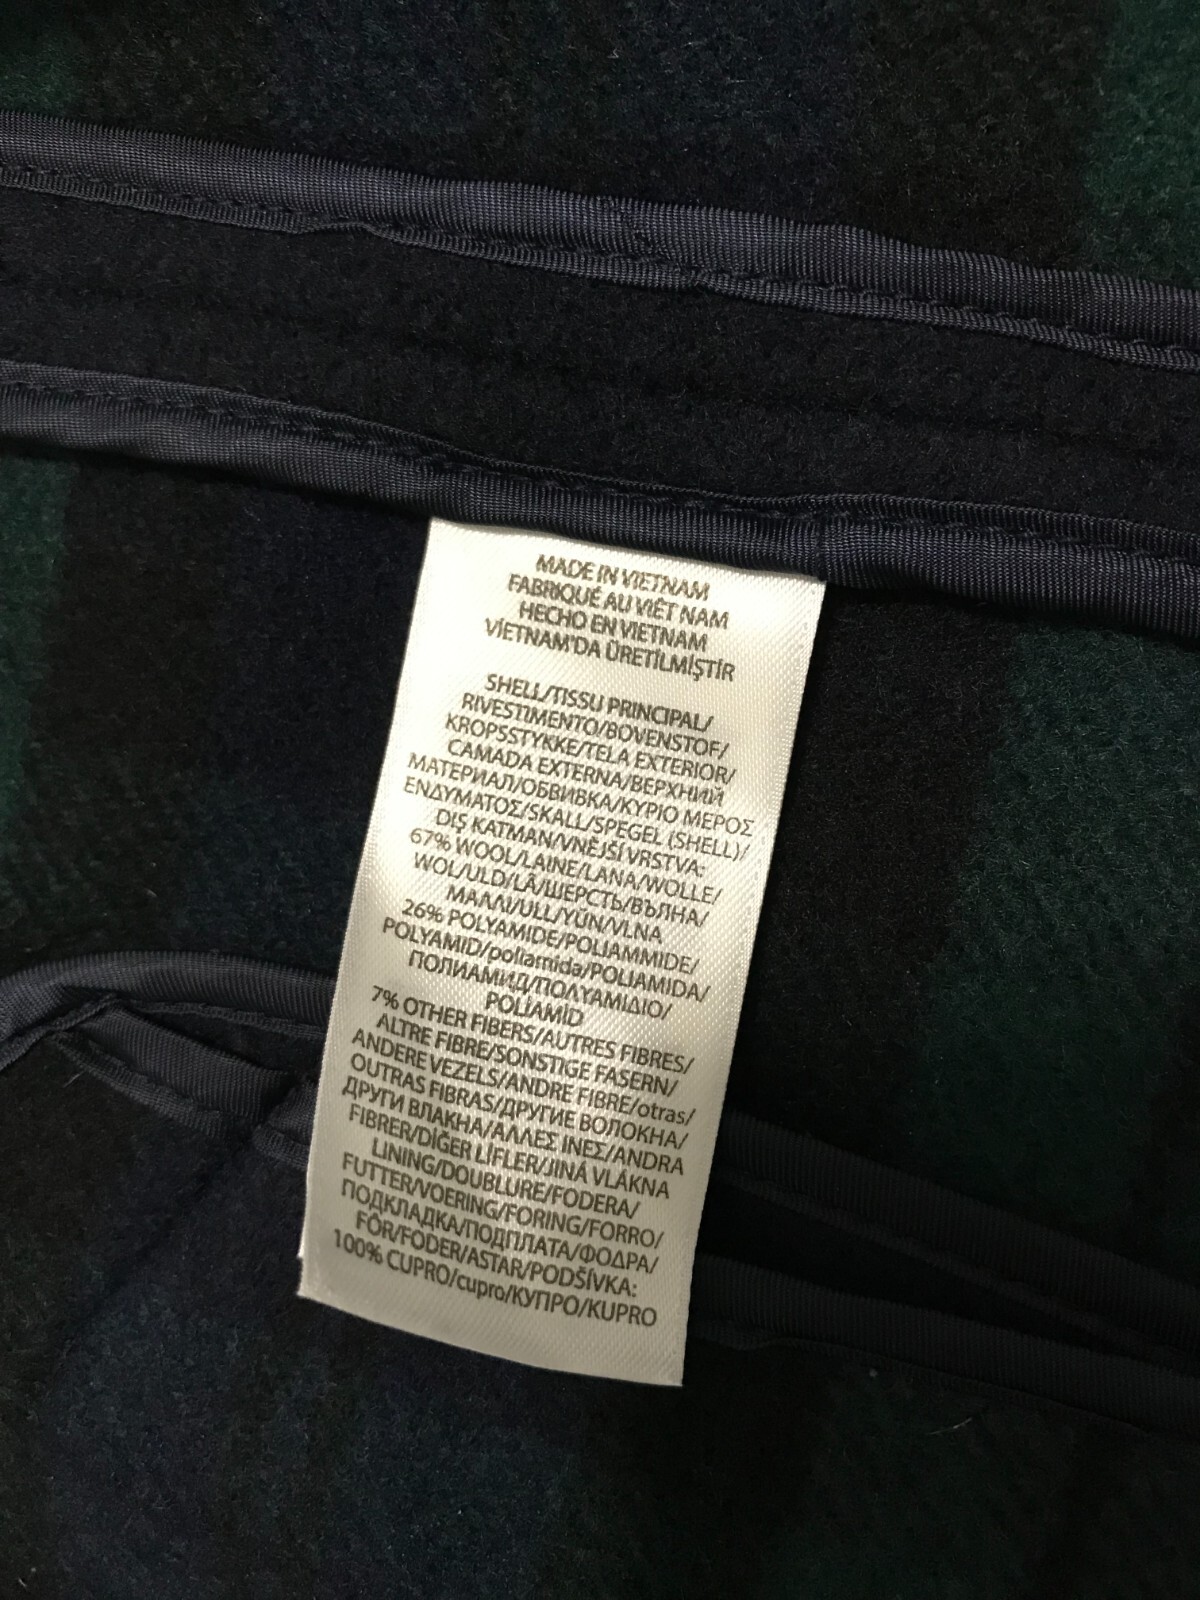 MADE IN VIETNAM
FABRIQUÉ AU VIÊT NAM
HECHO EN VIETNAM
VİETNAM'DA ÜRETİLMİŞTİR
SHELL/TISSU PRINCIPAL/
RIVESTIMENTO/BOVENSTOF/
KROPSSTYKKE/TELA EXTERIOR/
CAMADA EXTERNA/ВЕРХНИЙ
МАТЕРИАЛ/ОБВИВКА/ΚΥΡΙΟ ΜΕΡΟΣ
ΕΝΔΥΜΑΤΟΣ/SKALL/SPEGEL (SHELL)/
DIŞ KATMAN/VNĚJŠÍ VRSTVA:
67% WOOL/LAINE/LANA/WOLLE/
WOL/ULD/LÃ/ШЕРСТЬ/ВЪЛНА/
ΜΑΛΛΙ/ULL/YÜN/VLNA
26% POLYAMIDE/POLIAMMIDE/
POLYAMID/poliamida/POLIAMIDA/
ПОЛИАМИД/ΠΟΛΥΑΜΙΔΙΟ/
POLİAMİD
7% OTHER FIBERS/AUTRES FIBRES/
ALTRE FIBRE/SONSTIGE FASERN/
ANDERE VEZELS/ANDRE FIBRE/otras/
OUTRAS FIBRAS/ДРУГИЕ ВОЛОКНА/
ДРУГИ ВЛАКНА/ΑΛΛΕΣ ΙΝΕΣ/ANDRA
FIBRER/DİĞER LİFLER/JINÁ VLÁKNA
LINING/DOUBLURE/FODERA/
FUTTER/VOERING/FORING/FORRO/
ПОДКЛАДКА/ПОДПЛАТА/ΦΟΔΡΑ/
FÔR/FODER/ASTAR/PODŠÍVKA:
100% CUPRO/cupro/КУПРО/KUPRO